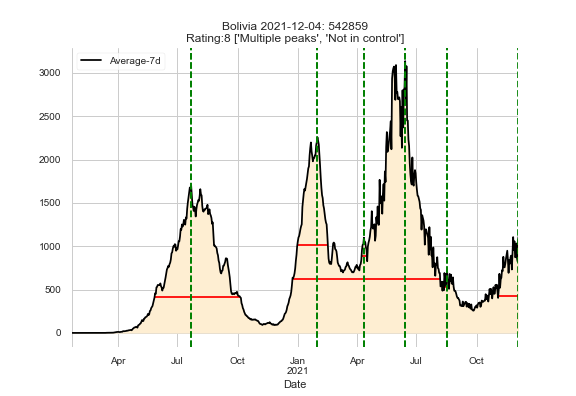 Bolivia 2021-12-04: 542859
Rating:8 ['Multiple peaks', 'Not in control']
Average-7d
3000
2500
2000
1500
1000
500
0
Apr
Jul
Oct
Jan
2021
Apr
Jul
Oct
Date